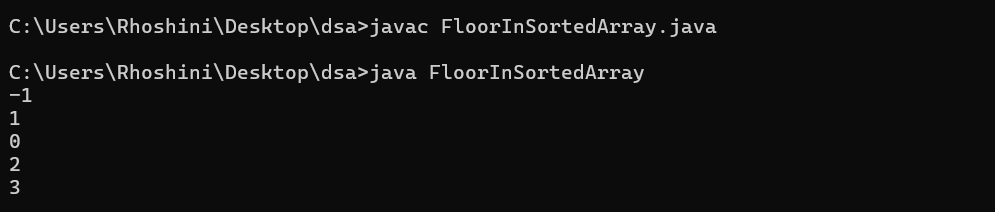 C:\Users\Rhoshini\Desktop\dsa>javac FloorInSortedArray.java
C:\Users\Rhoshini\Desktop\dsa>java FloorInSortedArray
-1
1
0
2
3